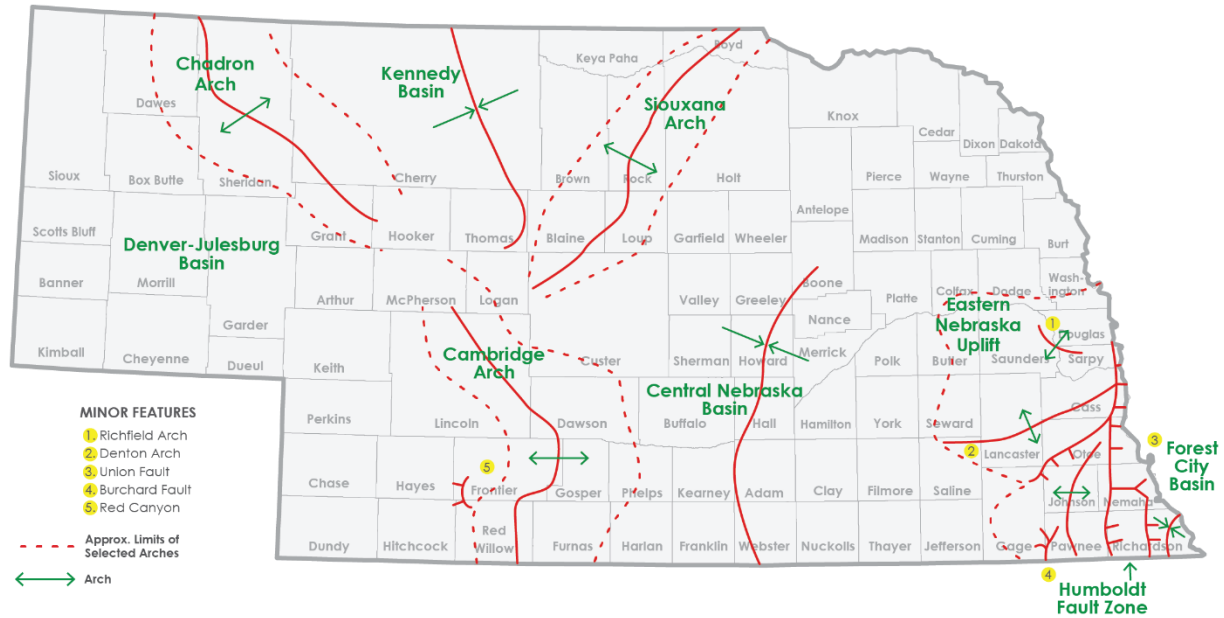 Boyd
Keya Paha
Chadron
Arch
Kennedy
Basin
Dawes
Siouxana
Arch
Knox
Cedar
Dixon
Dakota
Sioux
Box Butte
Sheridan
Cherry
Brown
Rock
Holt
Pierce
Wayne
Thurston
Antelope
Scotts Bluff
Denver-Julesburg
Basin
Grant
Hooker
Thomas
Blaine
Loup
Garfield
Wheeler
Madison
Stanton
Cuming
Burt
Banner
Morrill
Boone
Wash-
ington
Arthur
McPherson
Logan
Valley
Greeley
Platte
Colfax
Dodge
Garder
Nance
Eastern
Nebraska
Uplift
1
Douglas
Kimball
Cheyenne
Dueul
Keith
Cambridge
Arch
Custer
Sherman
Howard
Merrick
Polk
Butler
Saunders
Sarpy
Central Nebraska
Basin
Cass
MINOR FEATURES
1. Richfield Arch
2. Denton Arch
3. Union Fault
4. Burchard Fault
5. Red Canyon
Perkins
Lincoln
Dawson
Buffalo
Hall
Hamilton
York
Seward
2
Lancaster
Otoe
3
Forest
City
Basin
5
Chase
Hayes
Frontier
Gosper
Phelps
Kearney
Adam
Clay
Filmore
Saline
Johnson
Nemaha
Red
Willow
Dundy
Hitchcock
Furnas
Harlan
Franklin
Webster
Nuckolls
Thayer
Jefferson
Gage
Pawnee
Richardson
Approx. Limits of
Selected Arches
Arch
4
Humboldt
Fault Zone